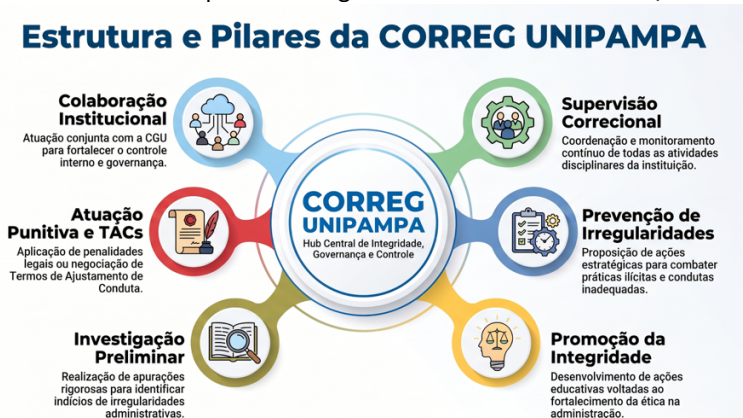 Estrutura e Pilares da CORREG UNIPAMPA
Colaboração
Institucional
Atuação conjunta com a CGU
para fortalecer o controle
interno e governança.
Atuação
Punitiva e TACs
Aplicação de penalidades
legais ou negociação de
Termos de Ajustamento de
Conduta.
Investigação
Preliminar
Realização de apurações
rigorosas para identificar
indícios de irregularidades
administrativas.
CORREG
UNIPAMPA
Hub Central de Integridade,
Governança e Controle
Supervisão
Correcional
Coordenação e monitoramento
contínuo de todas as atividades
disciplinares da instituição.
Prevenção de
Irregularidades
Proposição de ações
estratégicas para combater
práticas ilícitas e condutas
inadequadas.
Promoção da
Integridade
Desenvolvimento de ações
educativas voltadas ao
fortalecimento da ética na
administração.